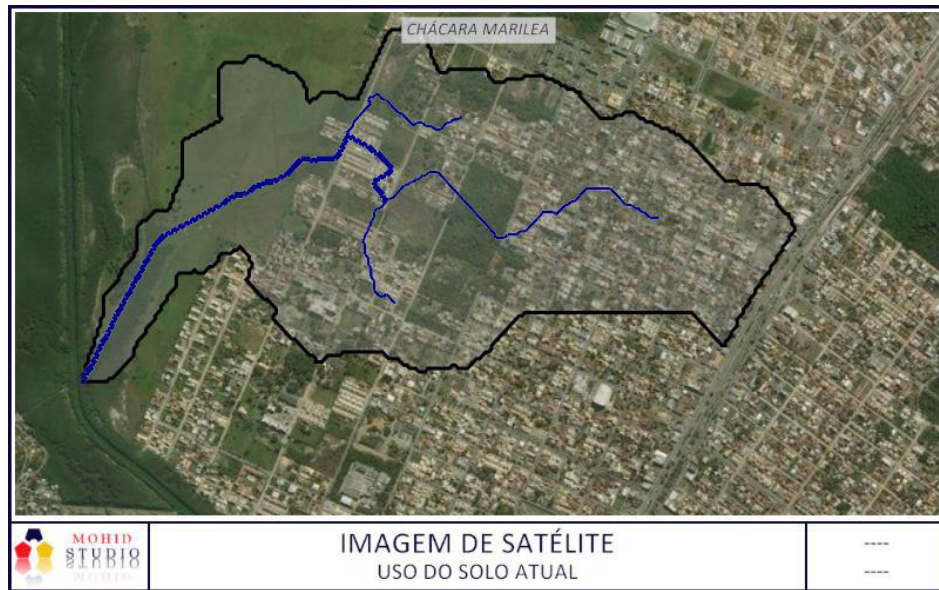 CHÁCARA MARILEA
MOHID
STUDIO
IMAGEM DE SATÉLITE
USO DO SOLO ATUAL
----
----